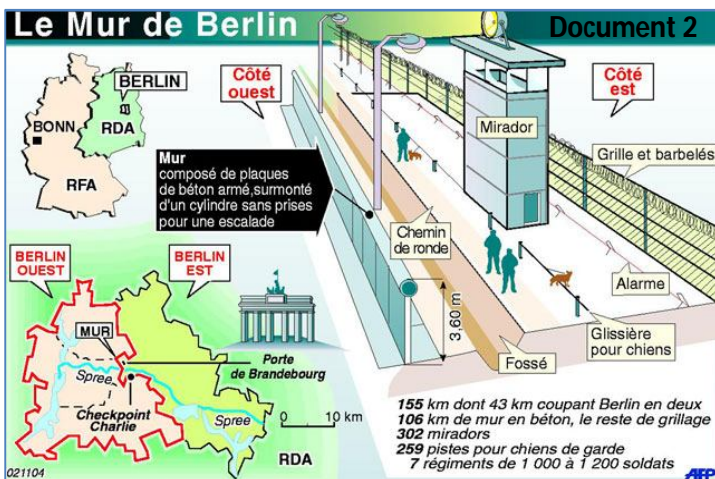 Le Mur de Berlin
Document 2
BERLIN
BONN
RDA
RFA
Côté
ouest
Côté
est
Mur
composé de plaques
de béton armé,surmonté
d'un cylindre sans prises
pour une escalade
Mirador
Grille et barbelés
Chemin
de ronde
Alarme
3,60 m
Glissière
pour chiens
Fossé
BERLIN
OUEST
BERLIN
EST
MUR
Porte
de Brandebourg
Spree
Checkpoint
Charlie
Spree
0 10 km
RDA
155 km dont 43 km coupant Berlin en deux
106 km de mur en béton, le reste de grillage
302 miradors
259 pistes pour chiens de garde
7 régiments de 1 000 à 1 200 soldats
021104
AFP